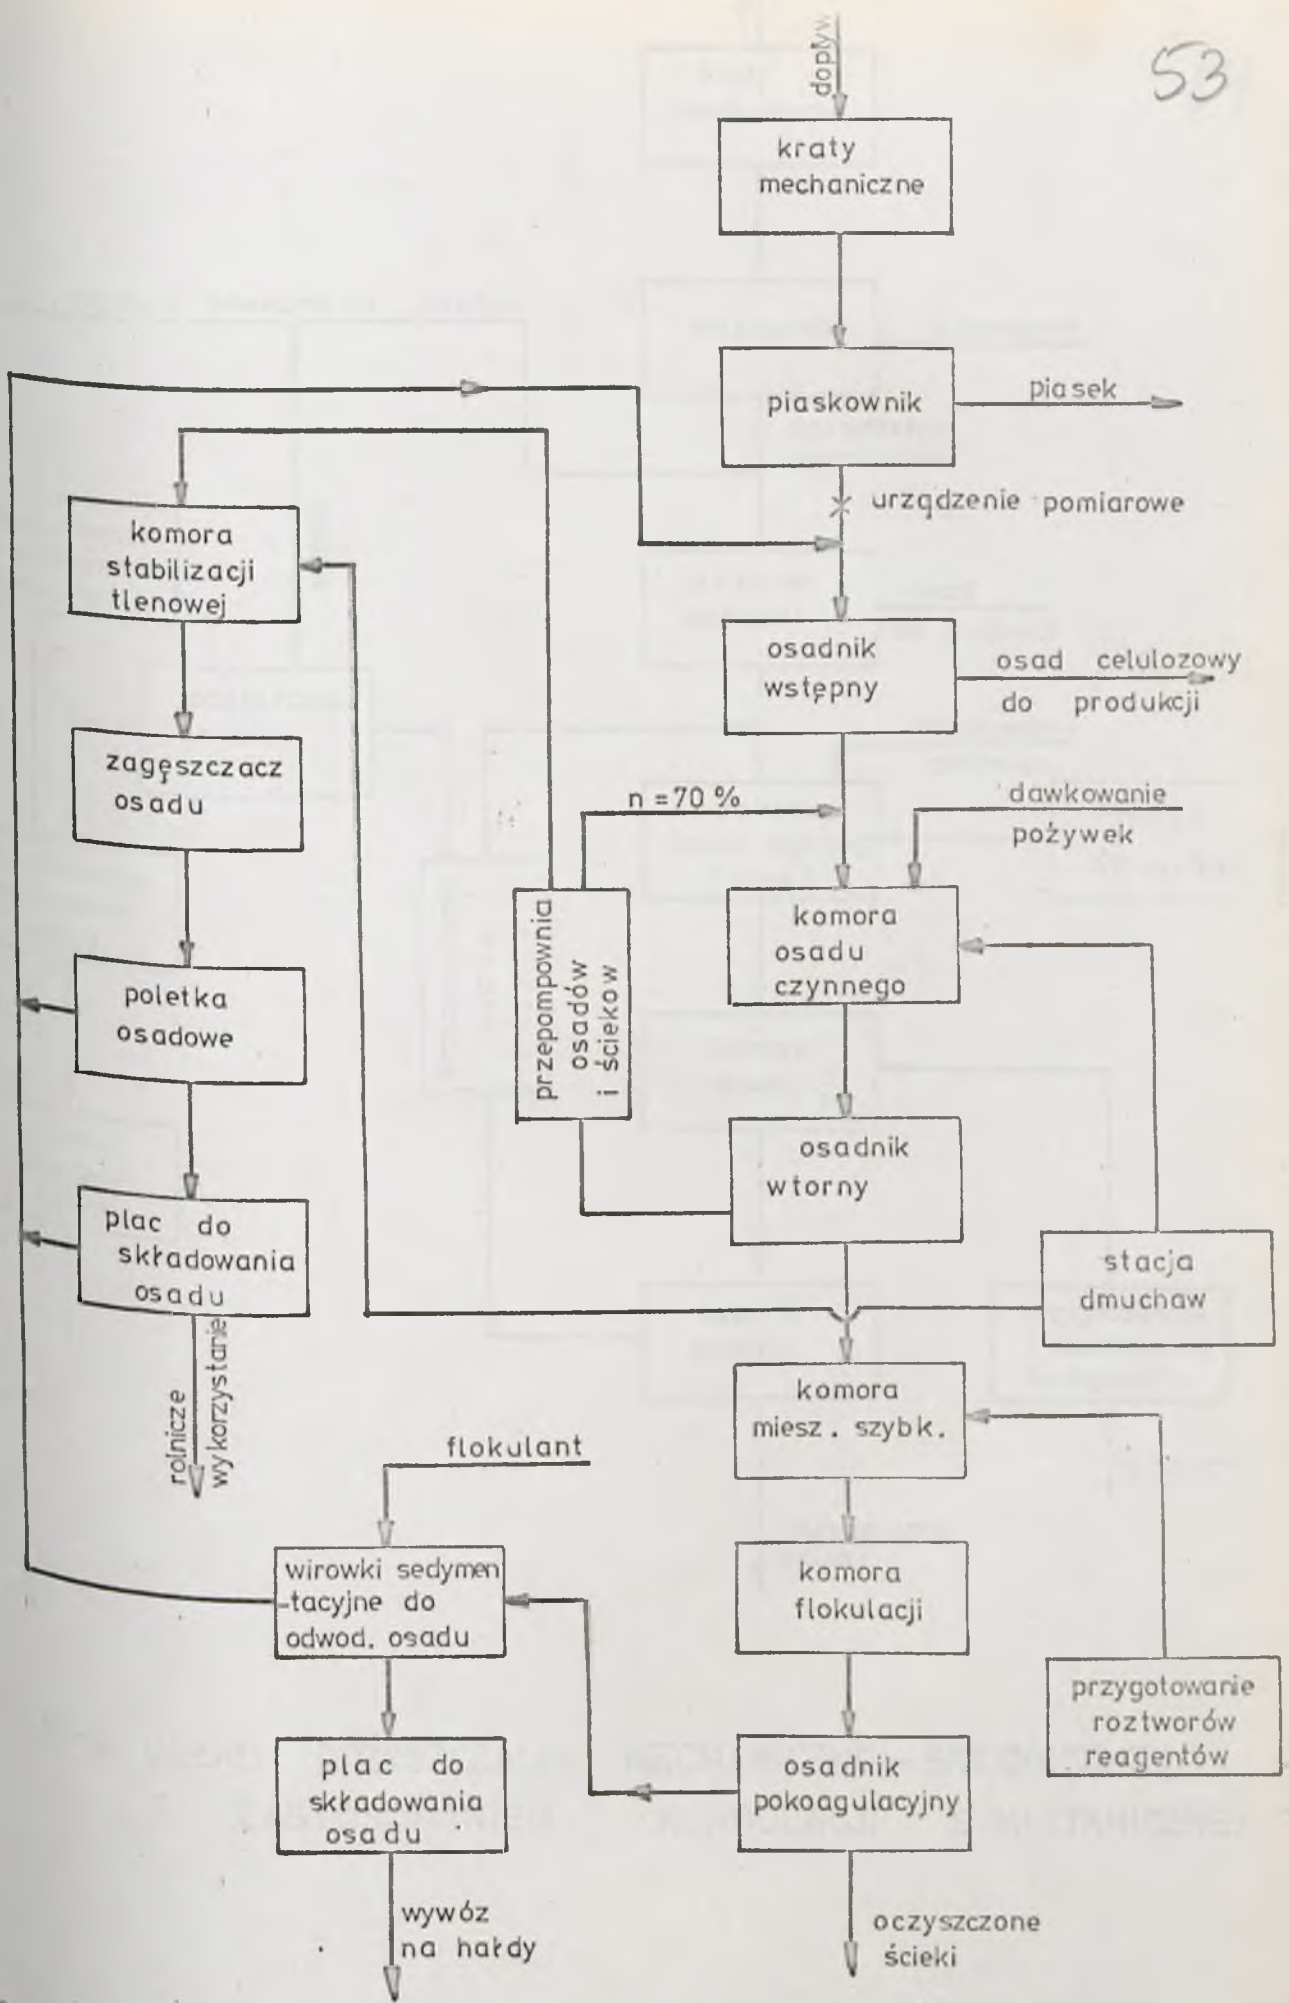 53
dopływ
kraty
mechaniczne
piaskownik
piasek
urządzenie pomiarowe
komora
stabilizacji
tlenowej
osadnik
wstępny
osad celulozowy
do produkcji
zagęszczacz
osadu
n = 70 %
dawkowanie
pożywek
przepompownia
osadów
i ściekow
komora
osadu
czynnego
poletka
osadowe
osadnik
wtorny
plac do
składowania
osadu
stacja
dmuchaw
rolnicze
wykorzystanie
komora
miesz. szybk.
flokulant
wirowki sedymen
-tacyjne do
odwod. osadu
komora
flokulacji
przygotowanie
roztworów
reagentów
plac do
składowania
osadu
osadnik
pokoagulacyjny
wywóz
na hałdy
oczyszczone
ścieki